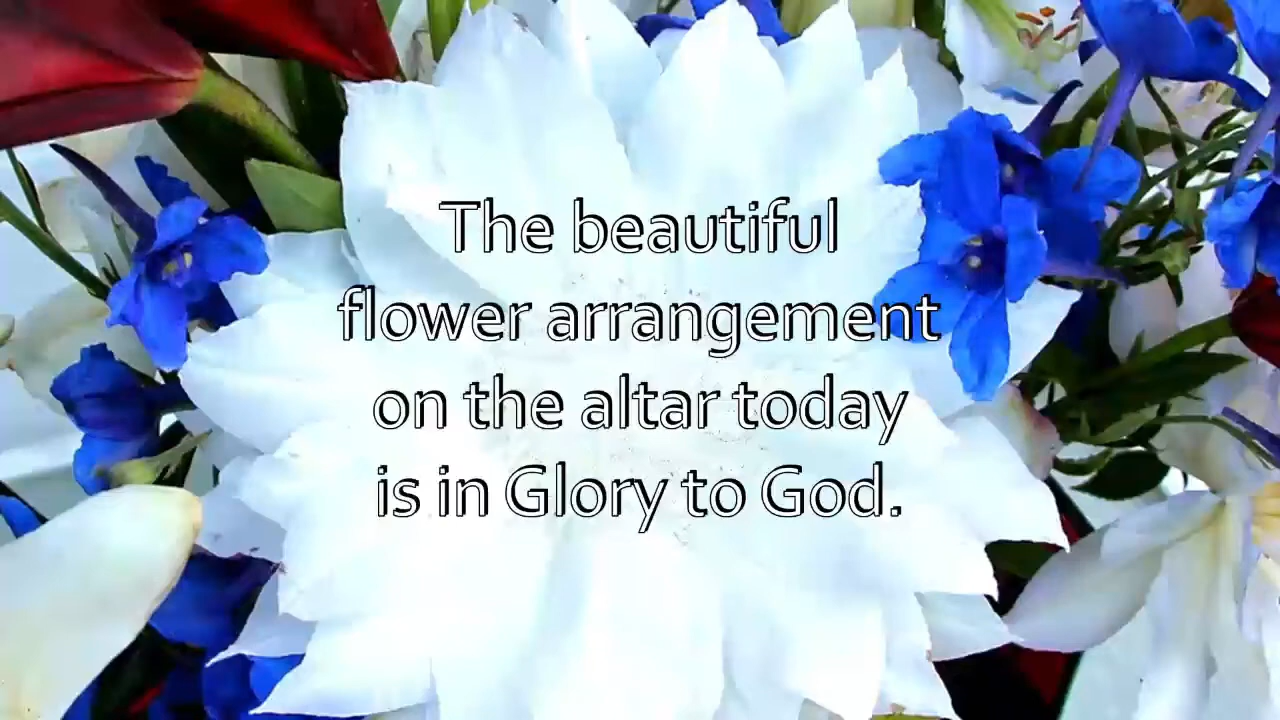 The beautiful
flower arrangement
on the altar today
is in Glory to God.